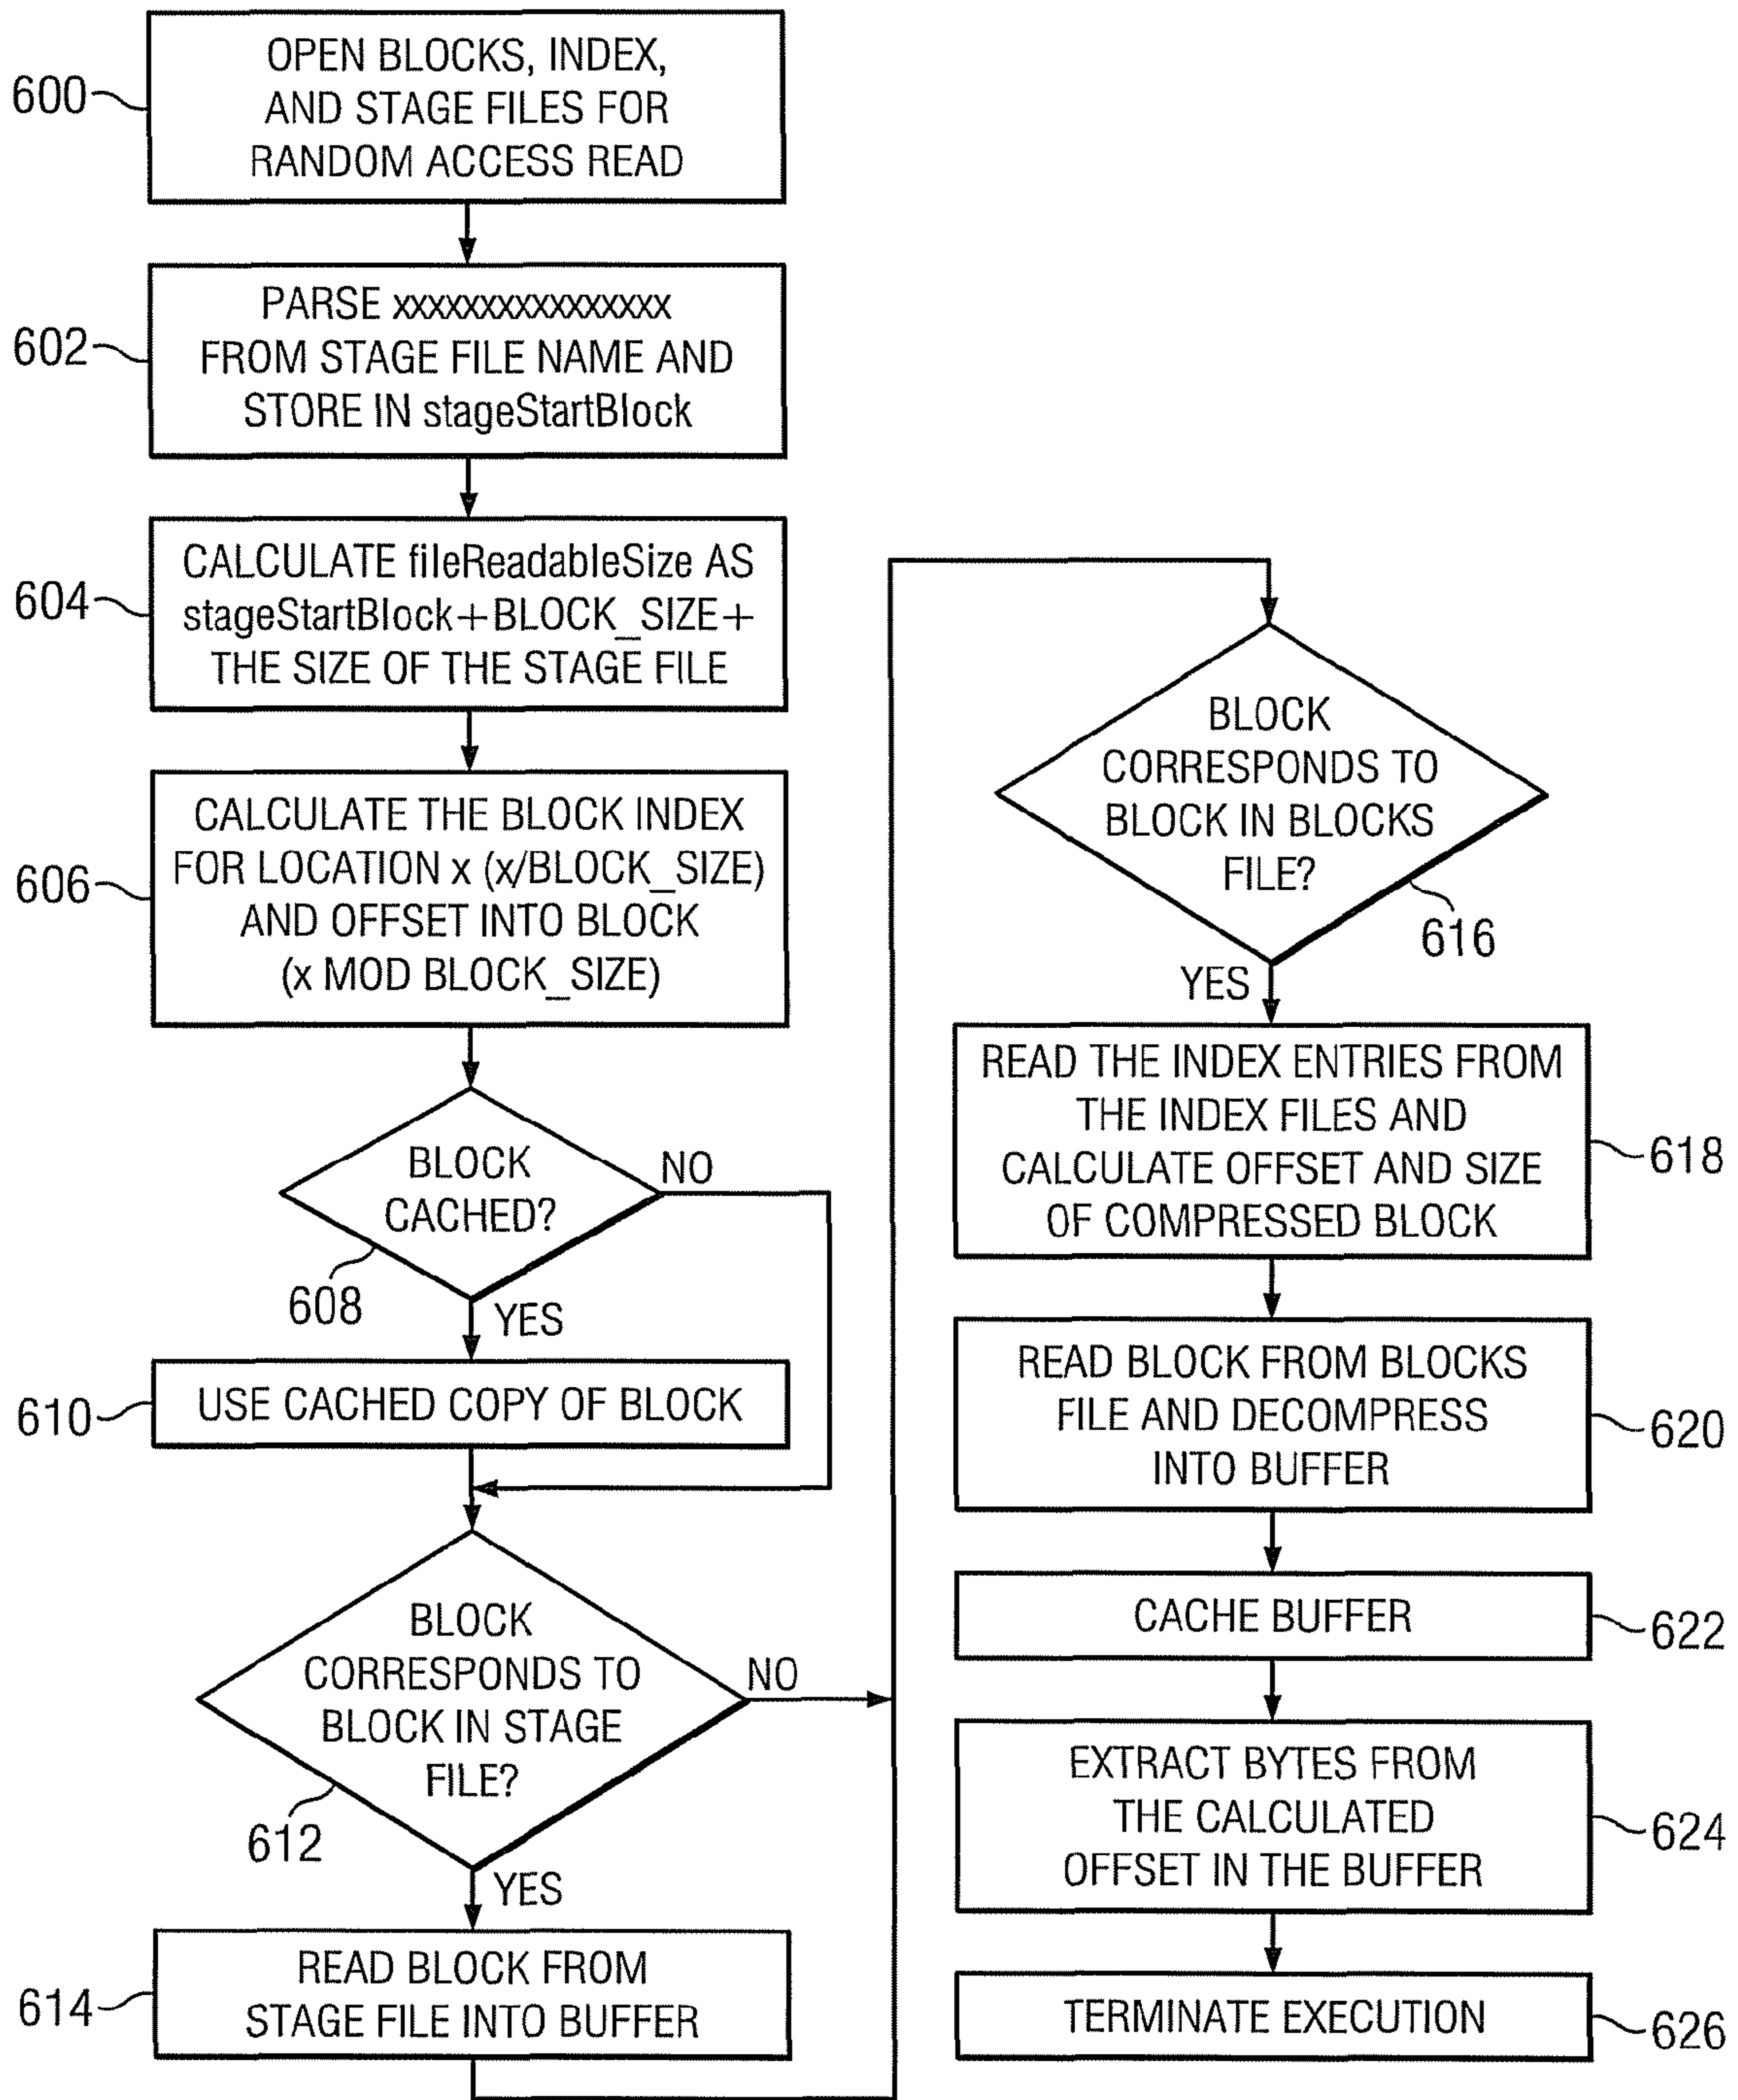 600
OPEN BLOCKS, INDEX,
AND STAGE FILES FOR
RANDOM ACCESS READ
602
PARSE xxxxxxxxxxxxxxxx
FROM STAGE FILE NAME AND
STORE IN stageStartBlock
604
CALCULATE fileReadableSize AS
stageStartBlock+BLOCK_SIZE+
THE SIZE OF THE STAGE FILE
606
CALCULATE THE BLOCK INDEX
FOR LOCATION x (x/BLOCK_SIZE)
AND OFFSET INTO BLOCK
(x MOD BLOCK_SIZE)
BLOCK
CACHED?
NO
608
YES
610
USE CACHED COPY OF BLOCK
BLOCK
CORRESPONDS TO
BLOCK IN STAGE
FILE?
NO
612
YES
614
READ BLOCK FROM
STAGE FILE INTO BUFFER
BLOCK
CORRESPONDS TO
BLOCK IN BLOCKS
FILE?
616
YES
READ THE INDEX ENTRIES FROM
THE INDEX FILES AND
CALCULATE OFFSET AND SIZE
OF COMPRESSED BLOCK
618
READ BLOCK FROM BLOCKS
FILE AND DECOMPRESS
INTO BUFFER
620
CACHE BUFFER
622
EXTRACT BYTES FROM
THE CALCULATED
OFFSET IN THE BUFFER
624
TERMINATE EXECUTION
626